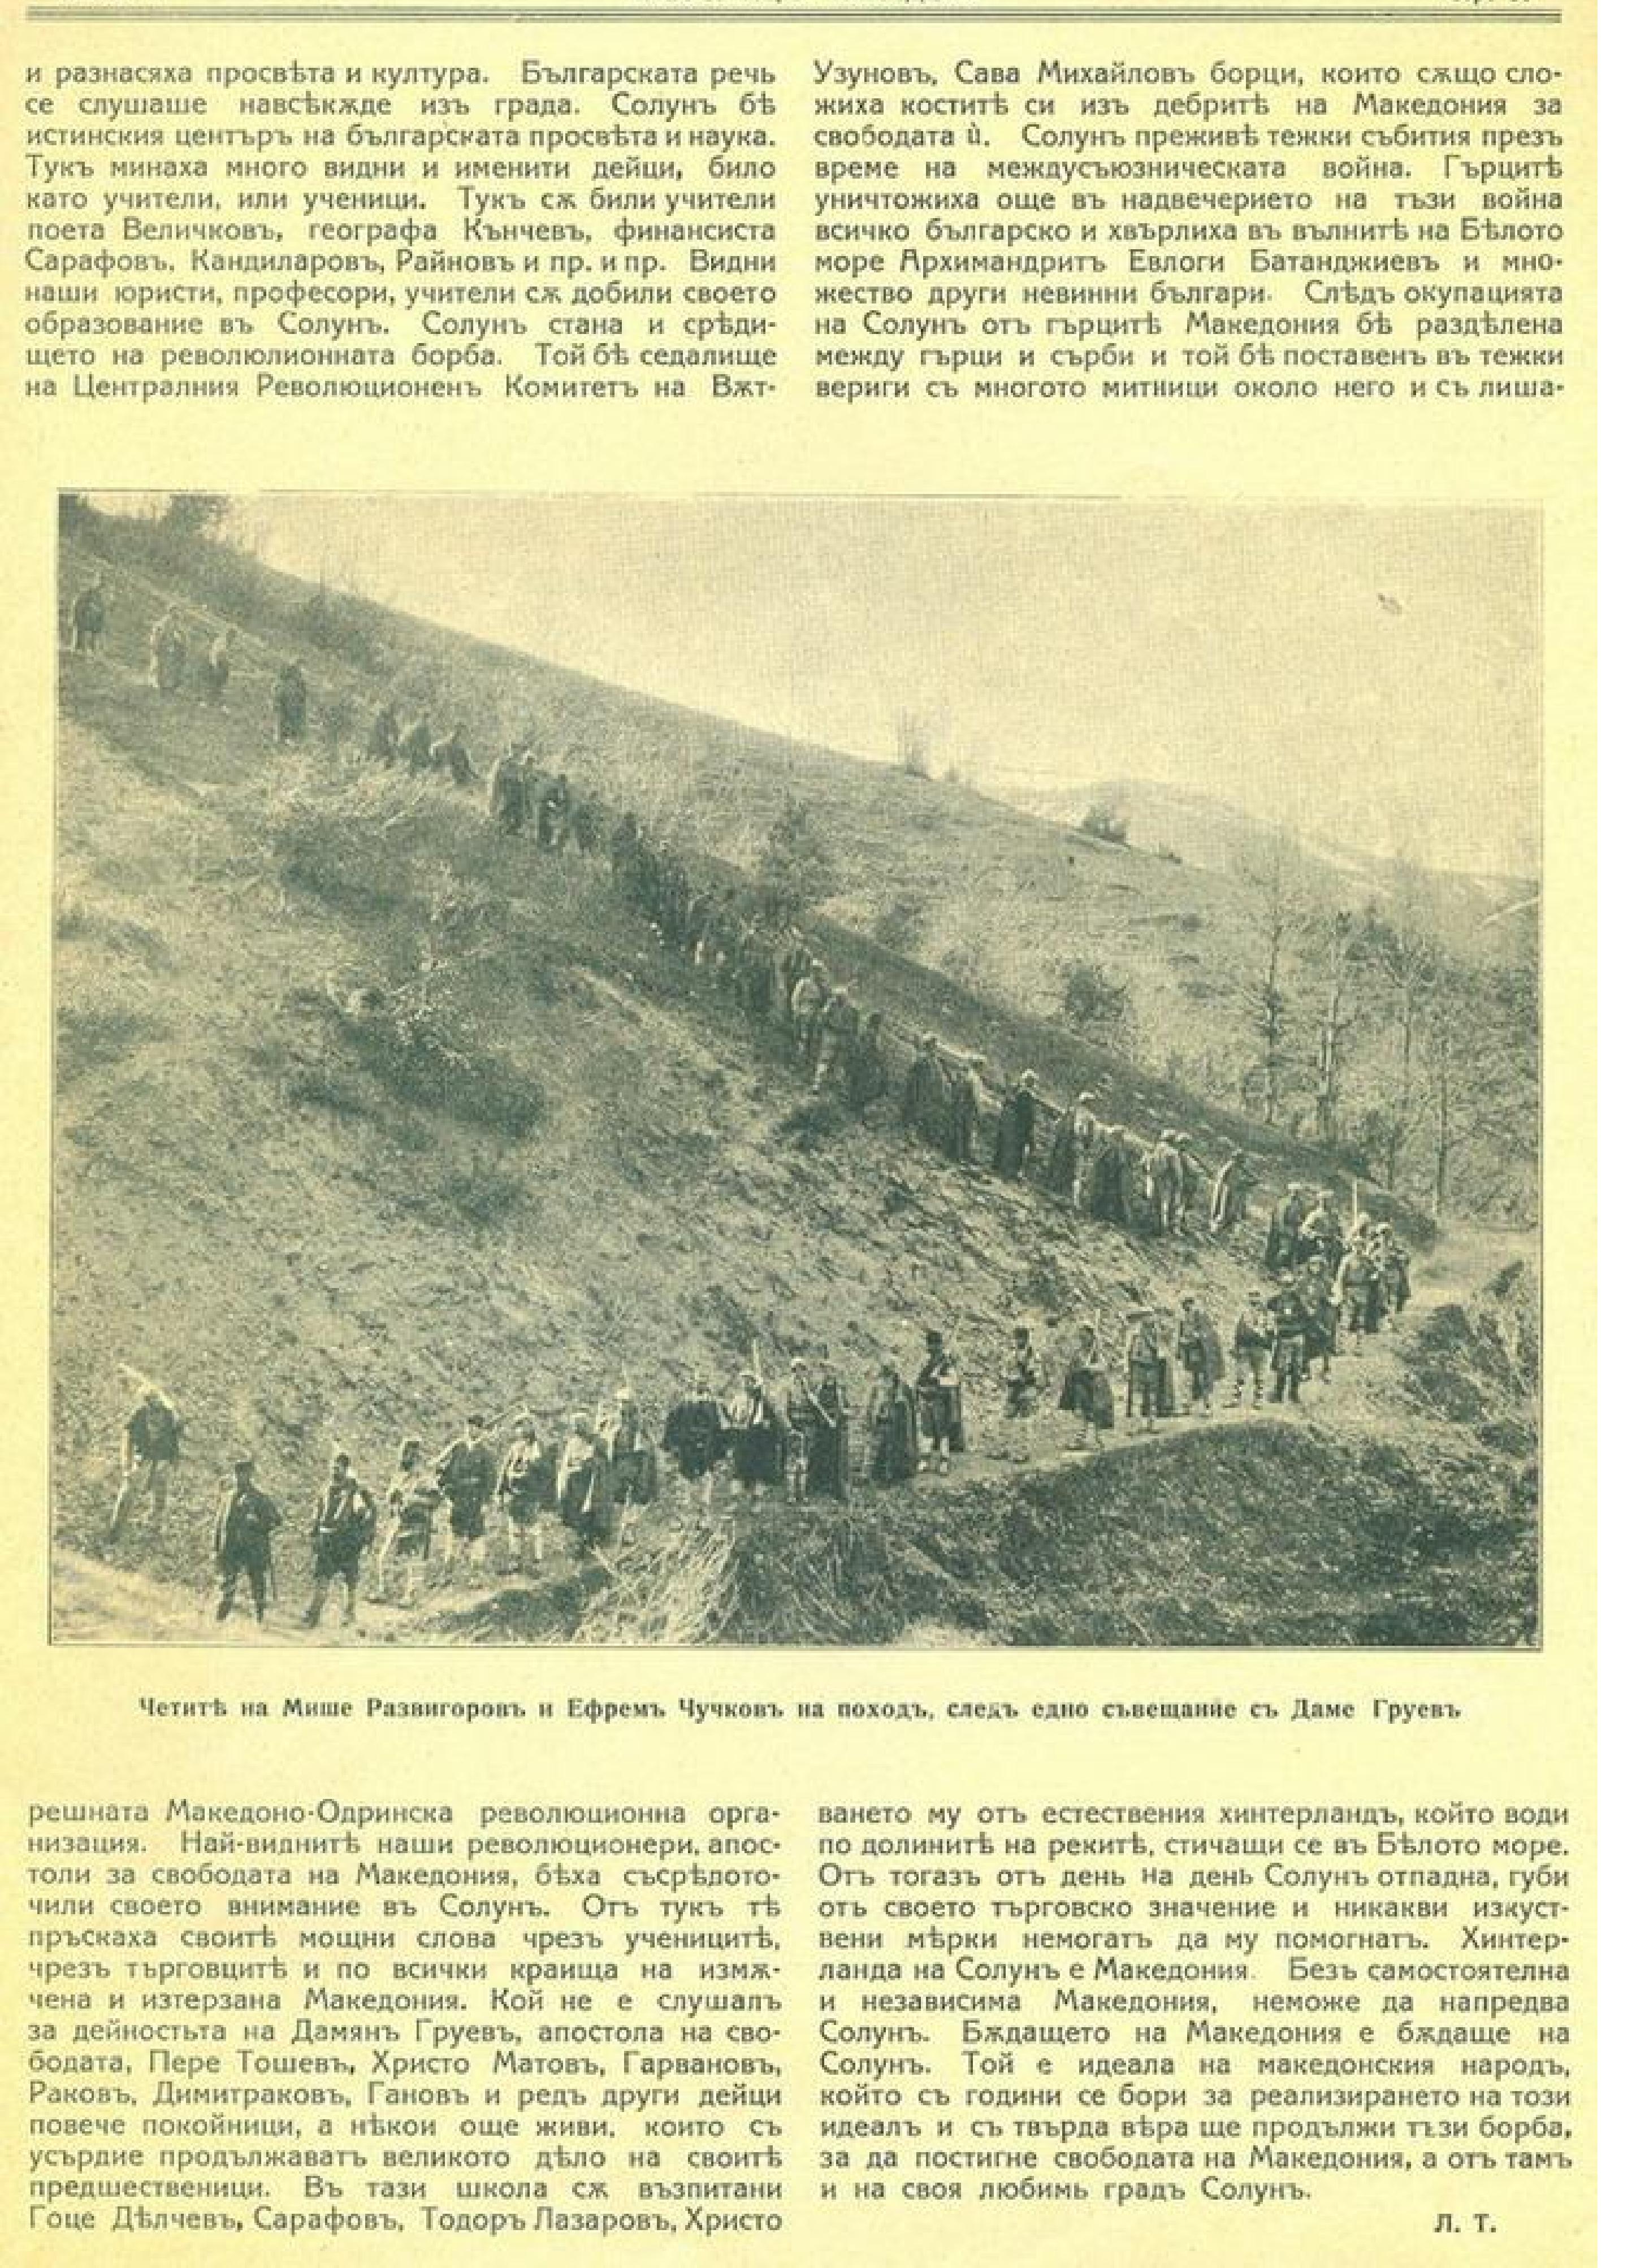 и разнасяха просвѣта и култура. Българската речь
се слушаше навсѣкѫде изъ града. Солунъ бѣ
истинския центъръ на българската просвѣта и наука.
Тукъ минаха много видни и именити дейци, било
като учители, или ученици. Тукъ сѫ били учители
поета Величковъ, географа Кънчевъ, финансиста
Сарафовъ, Кандиларовъ, Райновъ и пр. и пр. Видни
наши юристи, професори, учители сѫ добили своето
образование въ Солунъ. Солунъ стана и срѣди-
щето на революлионната борба. Той бѣ седалище
на Централния Революционенъ Комитетъ на Вѫт-
Узуновъ, Сава Михайловъ борци, които сѫщо сло-
жиха коститѣ си изъ дебритѣ на Македония за
свободата ѝ. Солунъ преживѣ тежки събития презъ
време на междусъюзническата война. Гърцитѣ
уничтожиха още въ надвечерието на тъзи война
всичко българско и хвърлиха въ вълнитѣ на Бѣлото
море Архимандритъ Евлоги Батанджиевъ и мно-
жество други невинни българи. Слѣдъ окупацията
на Солунъ отъ гърцитѣ Македония бѣ раздѣлена
между гърци и сърби и той бѣ поставенъ въ тежки
вериги съ многото митници около него и съ лиша-
Четитѣ на Мише Развигоровъ и Ефремъ Чучковъ на походъ, следъ едно съвещание съ Даме Груевъ
решната Македоно-Одринска революционна орга-
низация. Най-виднитѣ наши революционери, апос-
толи за свободата на Македония, бѣха съсрѣдото-
чили своето внимание въ Солунъ. Отъ тукъ тѣ
пръскаха своитѣ мощни слова чрезъ ученицитѣ,
чрезъ търговцитѣ и по всички краища на измѫ-
чена и изтерзана Македония. Кой не е слушалъ
за дейностьта на Дамянъ Груевъ, апостола на сво-
бодата, Пере Тошевъ, Христо Матовъ, Гарвановъ,
Раковъ, Димитраковъ, Гановъ и редъ други дейци
повече покойници, а нѣкои още живи, които съ
усърдие продължаватъ великото дѣло на своитѣ
предшественици. Въ тази школа сѫ възпитани
Гоце Дѣлчевъ, Сарафовъ, Тодоръ Лазаровъ, Христо
ването му отъ естествения хинтерландъ, който води
по долинитѣ на рекитѣ, стичащи се въ Бѣлото море.
Отъ тогазъ отъ день на день Солунъ отпадна, губи
отъ своето търговско значение и никакви изкуст-
вени мѣрки немогатъ да му помогнатъ. Хинтер-
ланда на Солунъ е Македония. Безъ самостоятелна
и независима Македония, неможе да напредва
Солунъ. Бѫдащето на Македония е бѫдаще на
Солунъ. Той е идеала на македонския народъ,
който съ години се бори за реализирането на този
идеалъ и съ твърда вѣра ще продължи тъзи борба,
за да постигне свободата на Македония, а отъ тамъ
и на своя любимь градъ Солунъ.
Л. Т.